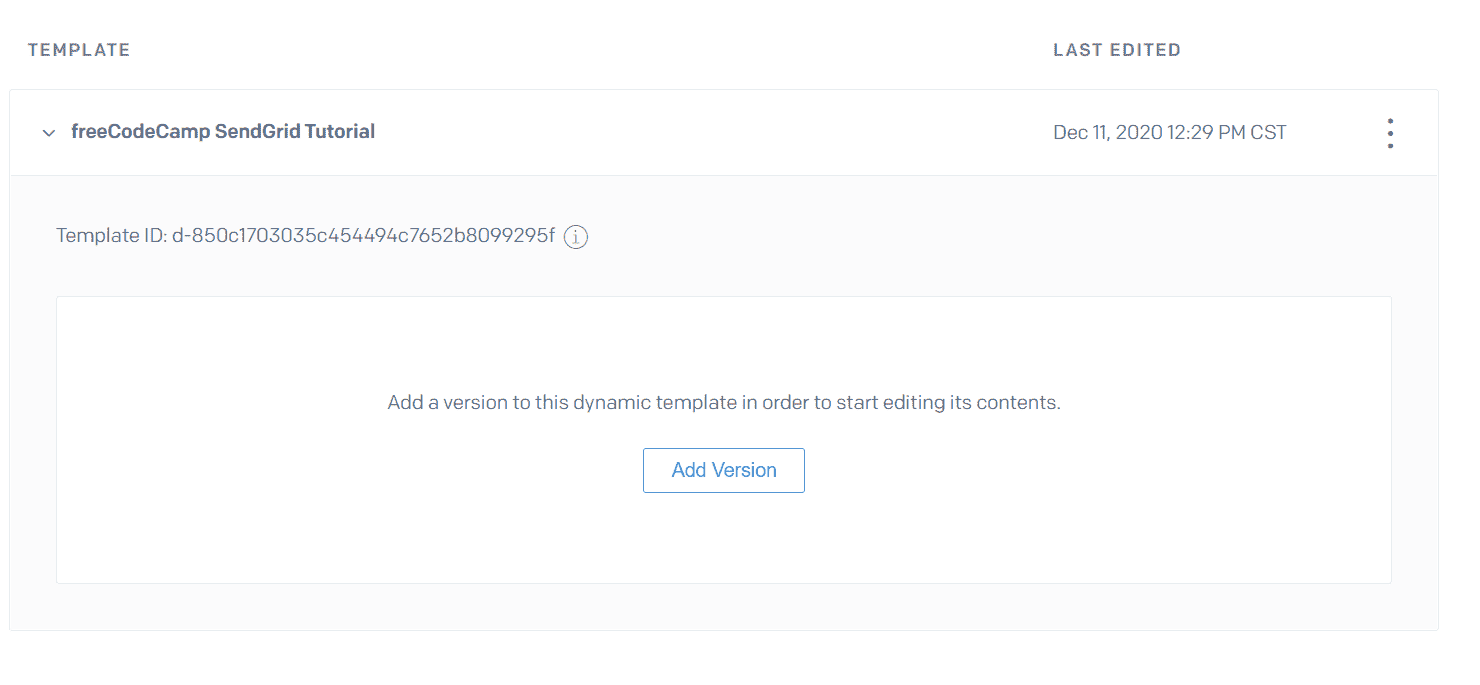 TEMPLATE LAST EDITED
freeCodeCamp SendGrid Tutorial Dec 11, 2020 12:29 PM CST
Template ID: d-850c1703035c454494c7652b8099295f
Add a version to this dynamic template in order to start editing its contents.
Add Version